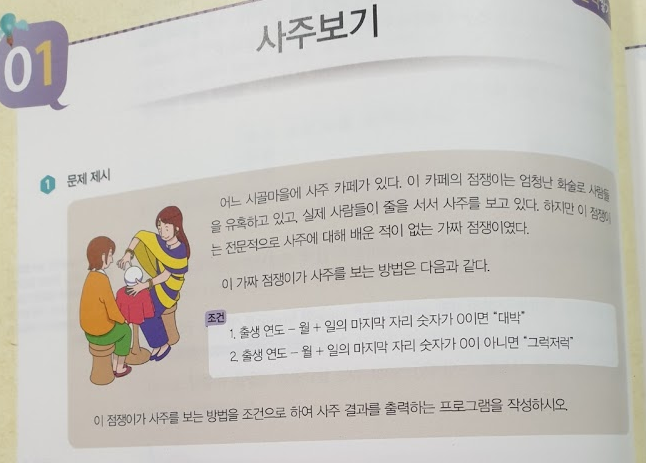 01
사주보기
1 문제 제시
어느 시골마을에 사주 카페가 있다. 이 카페의 점쟁이는 엄청난 화술로 사람들
을 유혹하고 있고, 실제 사람들이 줄을 서서 사주를 보고 있다. 하지만 이 점쟁이
는 전문적으로 사주에 대해 배운 적이 없는 가짜 점쟁이였다.
이 가짜 점쟁이가 사주를 보는 방법은 다음과 같다.
조건
1. 출생 연도 – 월 + 일의 마지막 자리 숫자가 0이면 “대박”
2. 출생 연도 – 월 + 일의 마지막 자리 숫자가 0이 아니면 “그럭저럭”
이 점쟁이가 사주를 보는 방법을 조건으로 하여 사주 결과를 출력하는 프로그램을 작성하시오.